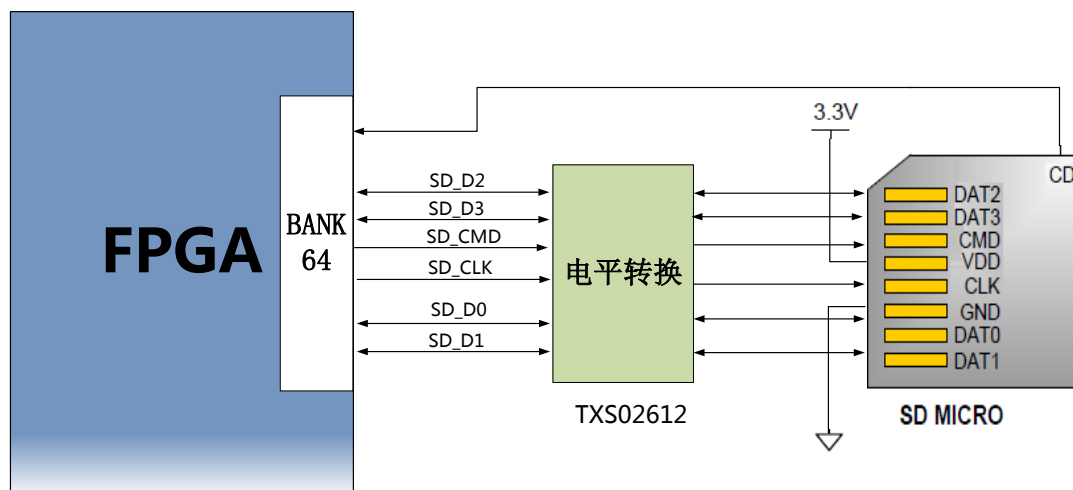 3.3V
CD
SD_D2
SD_D3
SD_CMD
SD_CLK
SD_D0
SD_D1
FPGA
BANK
64
电平转换
TXS02612
DAT2
DAT3
CMD
VDD
CLK
GND
DAT0
DAT1
SD MICRO